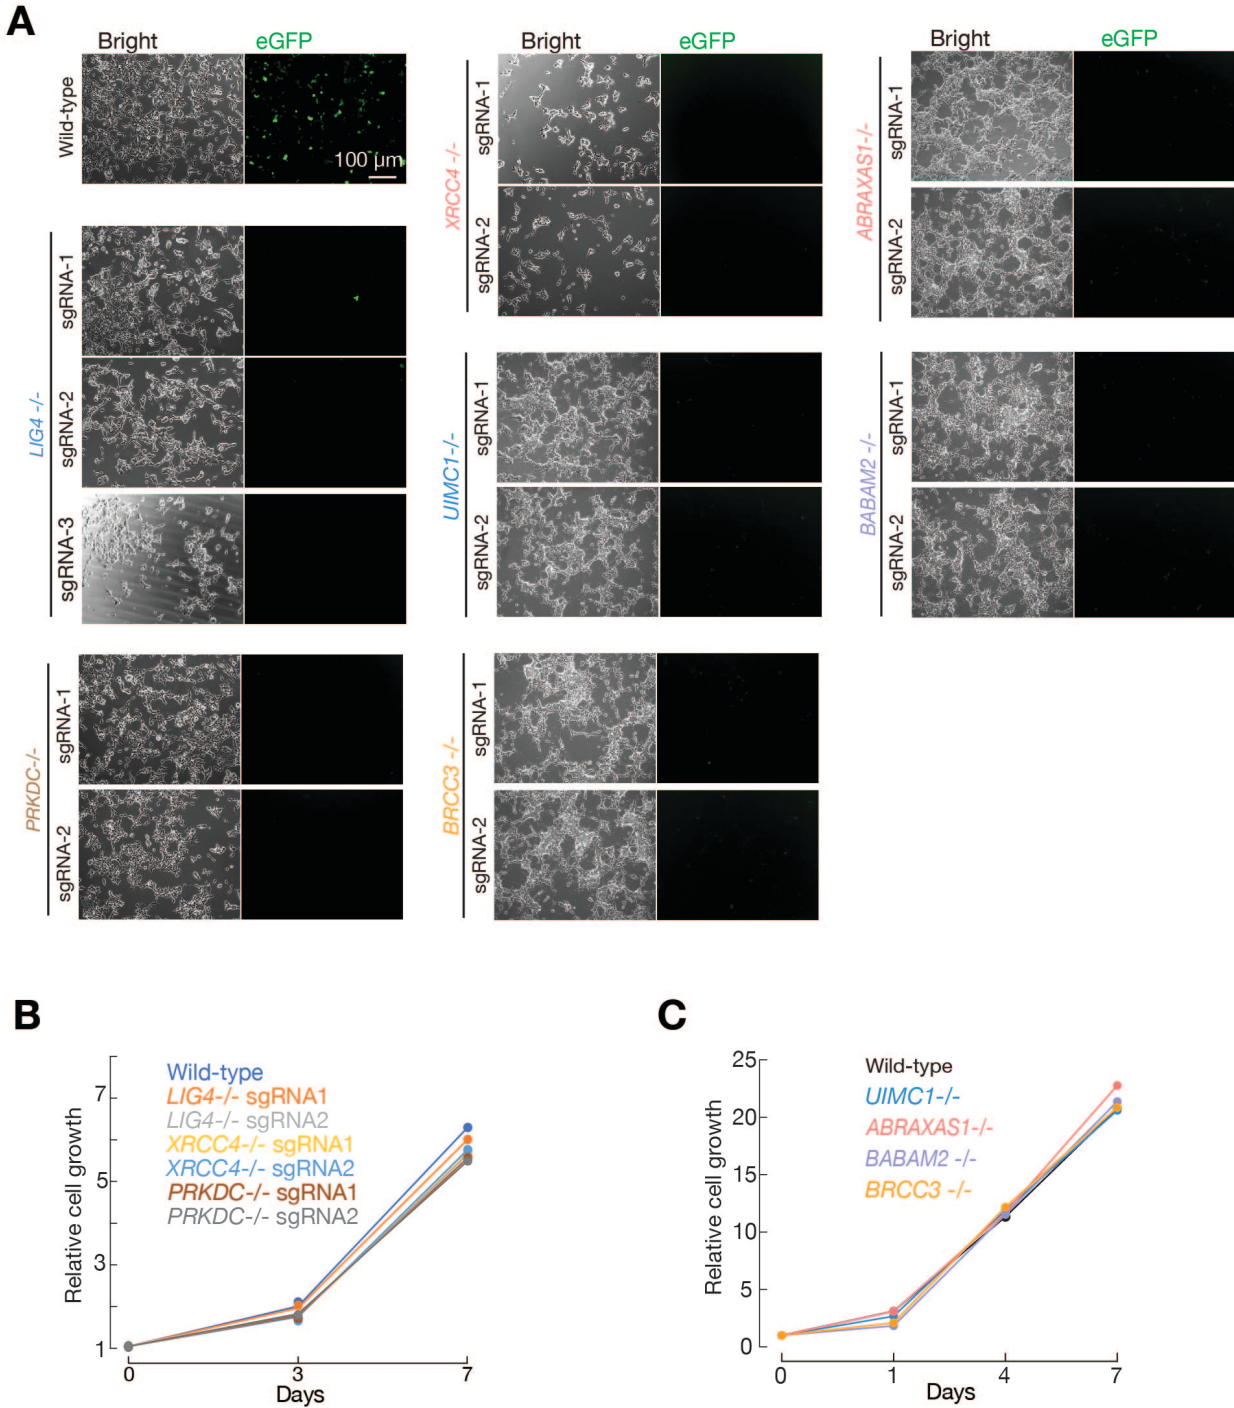 A
Bright eGFP
Wild-type
100 µm
LIG4 -/-
sgRNA-1
sgRNA-2
sgRNA-3
PRKDC-/-
sgRNA-1
sgRNA-2
Bright eGFP
XRCC4 -/-
sgRNA-1
sgRNA-2
UIMC1-/-
sgRNA-1
sgRNA-2
BRCC3 -/-
sgRNA-1
sgRNA-2
Bright eGFP
ABRAXAS1-/-
sgRNA-1
sgRNA-2
BABAM2 -/-
sgRNA-1
sgRNA-2
B
Relative cell growth
7
5
3
1
Wild-type
LIG4-/- sgRNA1
LIG4-/- sgRNA2
XRCC4-/- sgRNA1
XRCC4-/- sgRNA2
PRKDC-/- sgRNA1
PRKDC-/- sgRNA2
0 3 7
Days
C
Relative cell growth
25
20
15
10
5
0
Wild-type
UIMC1-/-
ABRAXAS1-/-
BABAM2 -/-
BRCC3 -/-
0 1 4 7
Days